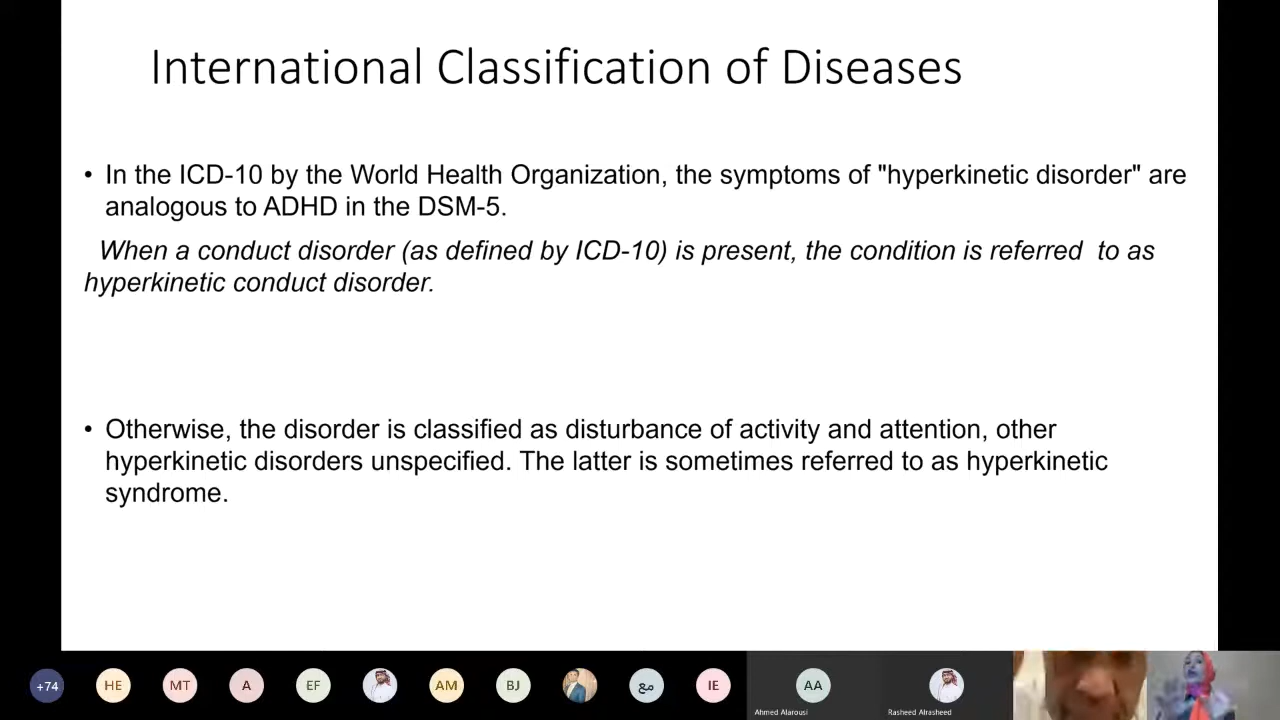 International Classification of Diseases
• In the ICD-10 by the World Health Organization, the symptoms of "hyperkinetic disorder" are
analogous to ADHD in the DSM-5.
When a conduct disorder (as defined by ICD-10) is present, the condition is referred to as
hyperkinetic conduct disorder.
• Otherwise, the disorder is classified as disturbance of activity and attention, other
hyperkinetic disorders unspecified. The latter is sometimes referred to as hyperkinetic
syndrome.
+74 HE MT A EF AM BJ مع IE AA
Ahmed Alarousi Rasheed Alrasheed